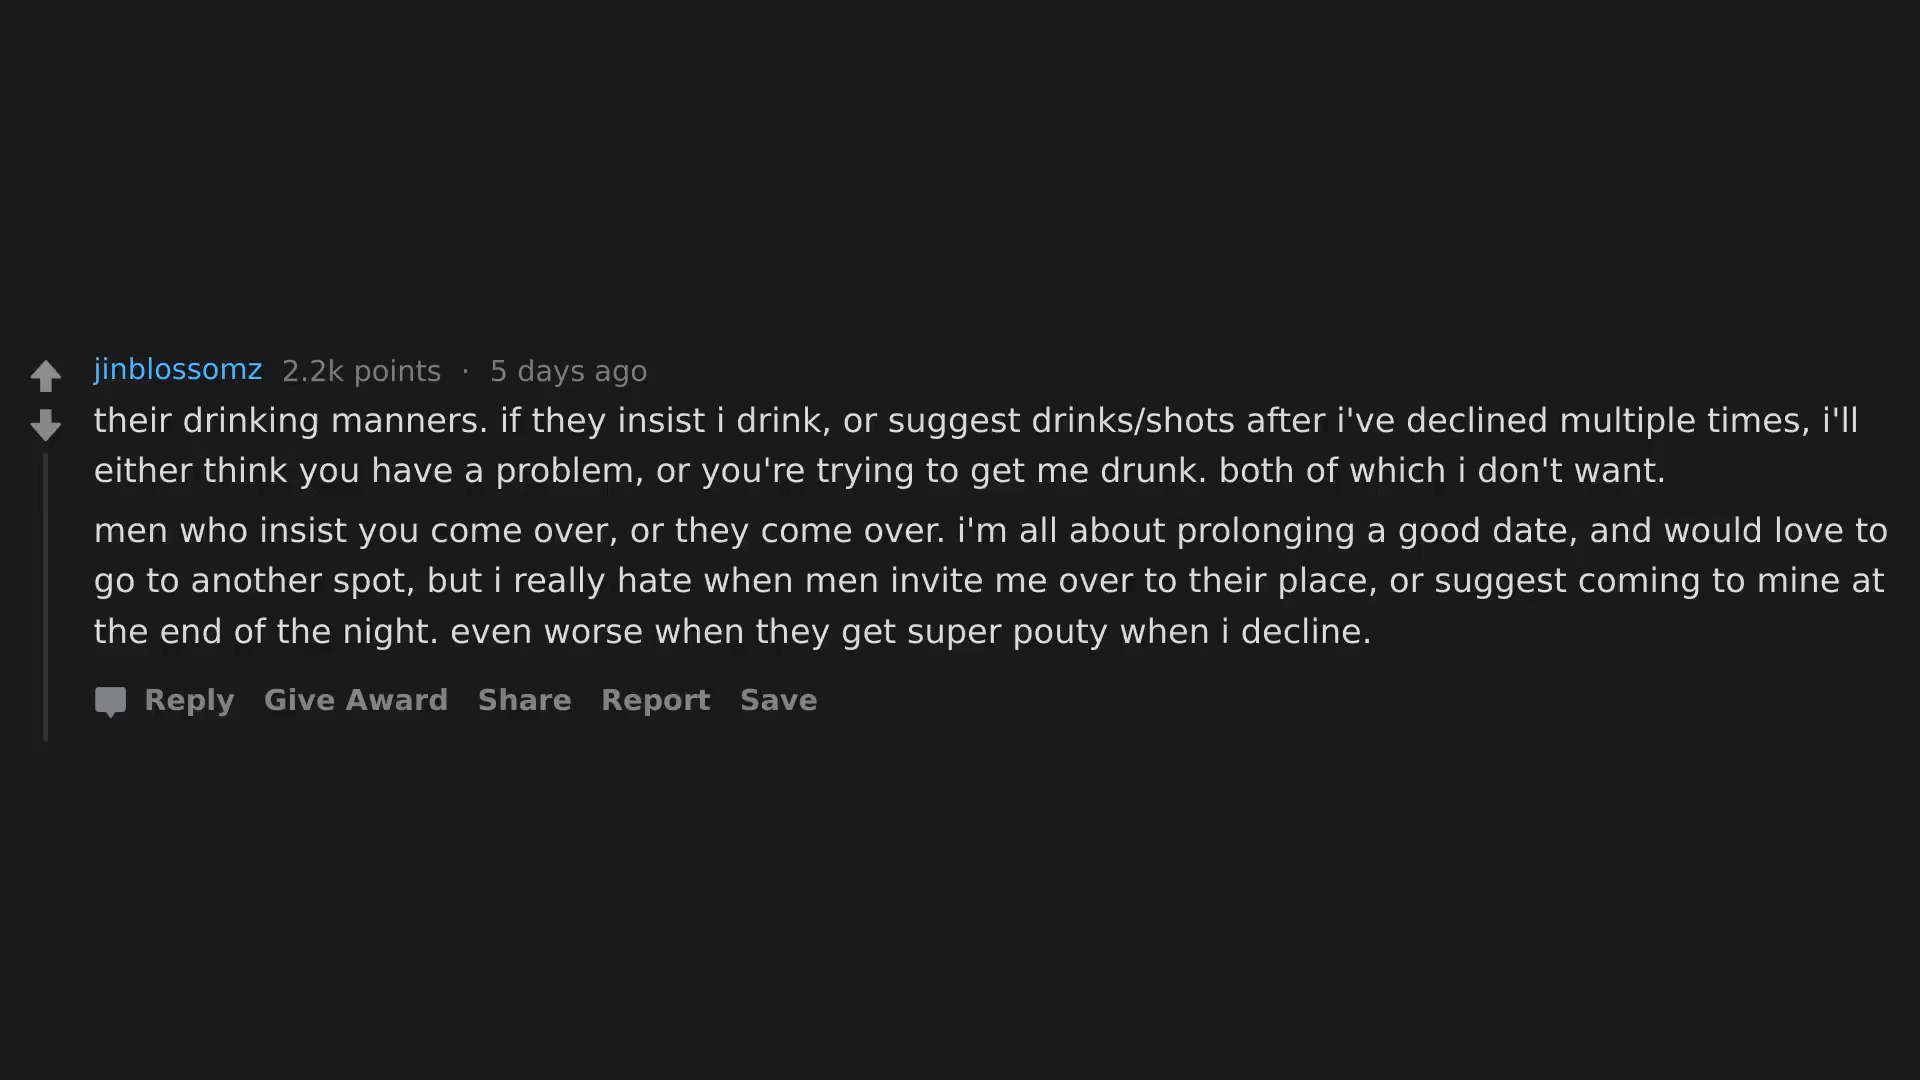 jinblossomz 2.2k points · 5 days ago
their drinking manners. if they insist i drink, or suggest drinks/shots after i've declined multiple times, i'll
either think you have a problem, or you're trying to get me drunk. both of which i don't want.
men who insist you come over, or they come over. i'm all about prolonging a good date, and would love to
go to another spot, but i really hate when men invite me over to their place, or suggest coming to mine at
the end of the night. even worse when they get super pouty when i decline.
Reply Give Award Share Report Save